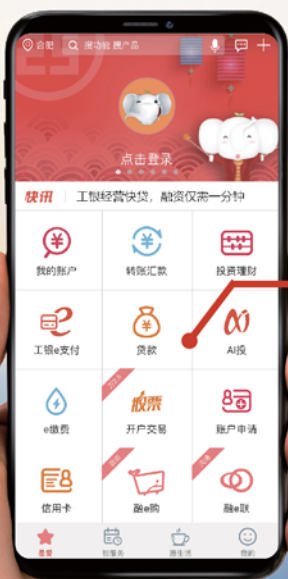 合肥 搜功能 搜产品
点击登录
快讯 工银经营快贷，融资仅需一分钟
我的账户 转账汇款 投资理财
工银e支付 贷款 AI投
e缴费 开户交易 账户申请
股票
信用卡 融e购 融e联
最爱 智服务 惠生活 我的